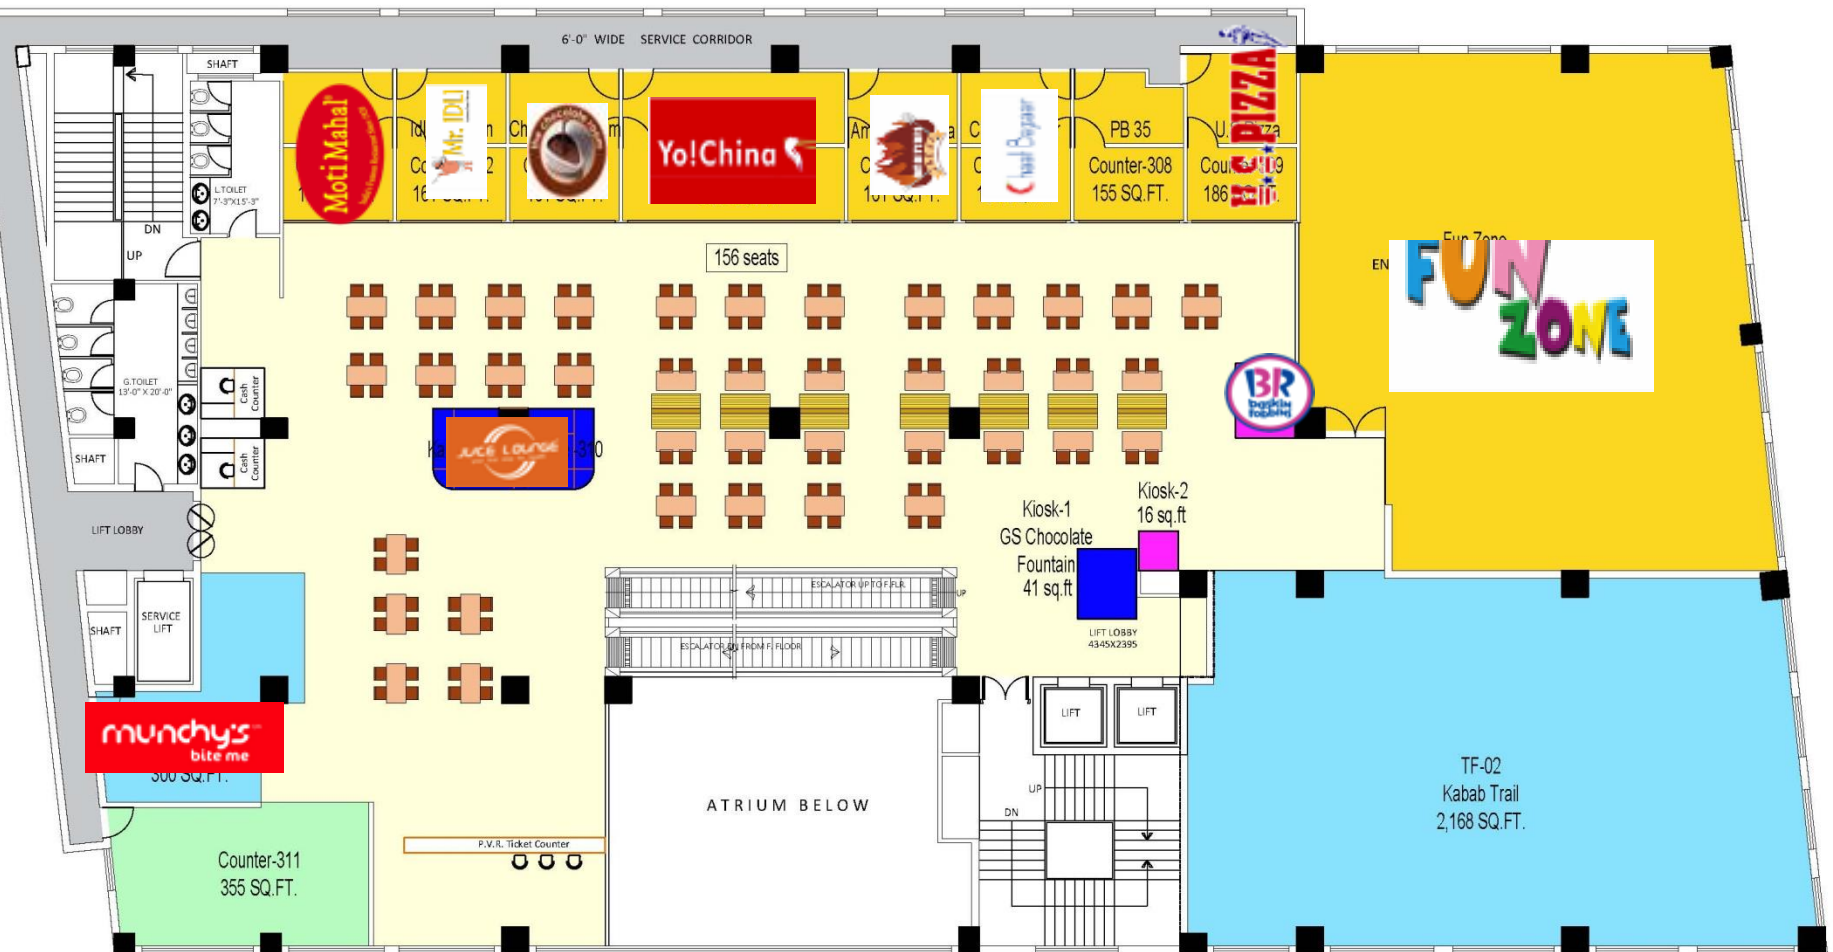 6'-0" WIDE SERVICE CORRIDOR
SHAFT
L.TOILET
7'-3"X15'-3"
DN
UP
Moti Mahal
Mr. IDLI
Yo!China
Chaat Bazaar
PB 35
Counter-308
155 SQ.FT.
U.S. PIZZA
186
156 seats
FUN
ZONE
EN
BR
baskin
robbins
G.TOILET
13'-0" X 20'-0"
Cash
Counter
Cash
Counter
SHAFT
JUICE LOUNGE
Ka
-310
LIFT LOBBY
Kiosk-1
GS Chocolate
Fountain
41 sq.ft
Kiosk-2
16 sq.ft
LIFT LOBBY
4345X2395
ESCALATOR UP TO F.FLR.
UP
ESCALATOR DN FROM F. FLOOR
SERVICE
LIFT
SHAFT
munchy's
bite me
300 SQ.FT.
Counter-311
355 SQ.FT.
P.V.R. Ticket Counter
ATRIUM BELOW
LIFT
LIFT
UP
DN
TF-02
Kabab Trail
2,168 SQ.FT.